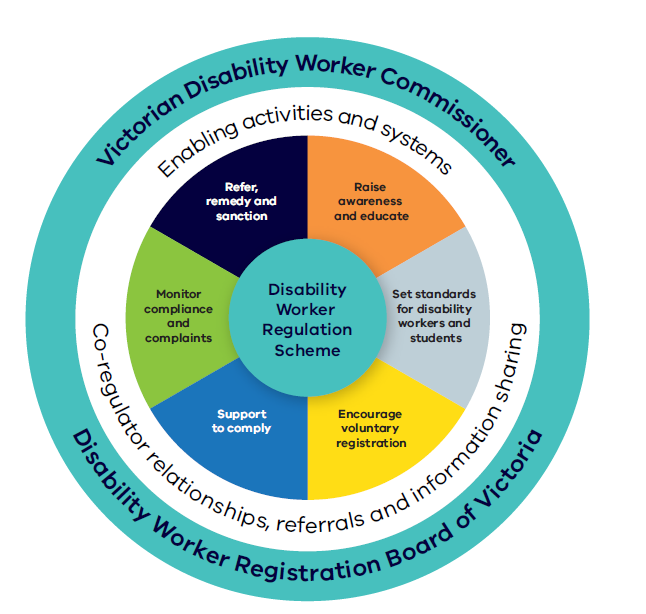 Victorian Disability Worker Commissioner
Enabling activities and systems
Refer,
remedy and
sanction
Raise
awareness
and educate
Monitor
compliance
and
complaints
Disability
Worker
Regulation
Scheme
Set standards
for disability
workers and
students
Support
to comply
Encourage
voluntary
registration
Co-regulator relationships, referrals and information sharing
Disability Worker Registration Board of Victoria